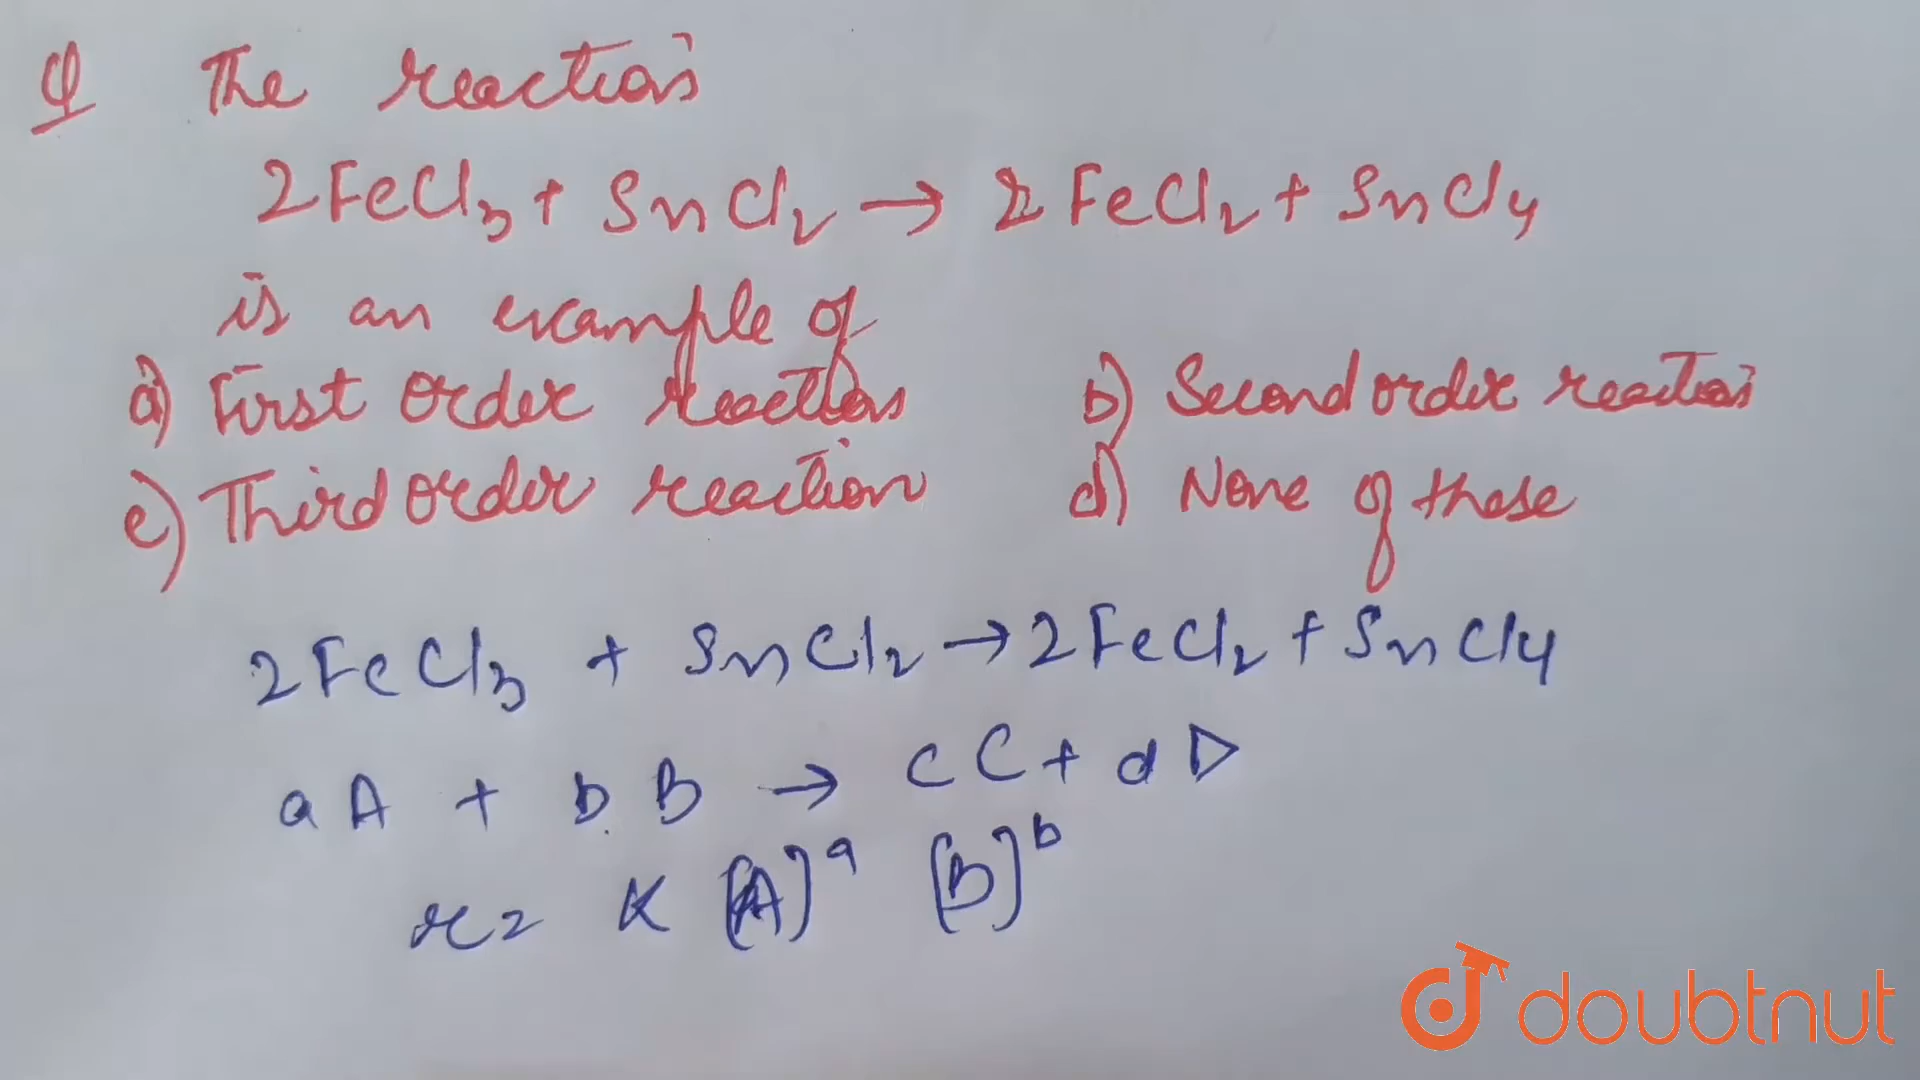 Q The reaction
2FeCl₃ + SnCl₂ → 2FeCl₂ + SnCl₄
is an example of
a) First order reaction b) Second order reaction
c) Third order reaction d) None of these
2FeCl₃ + SnCl₂ → 2FeCl₂ + SnCl₄
aA + bB → cC + dD
r = K [A]ᵃ [B]ᵇ
doubtnut